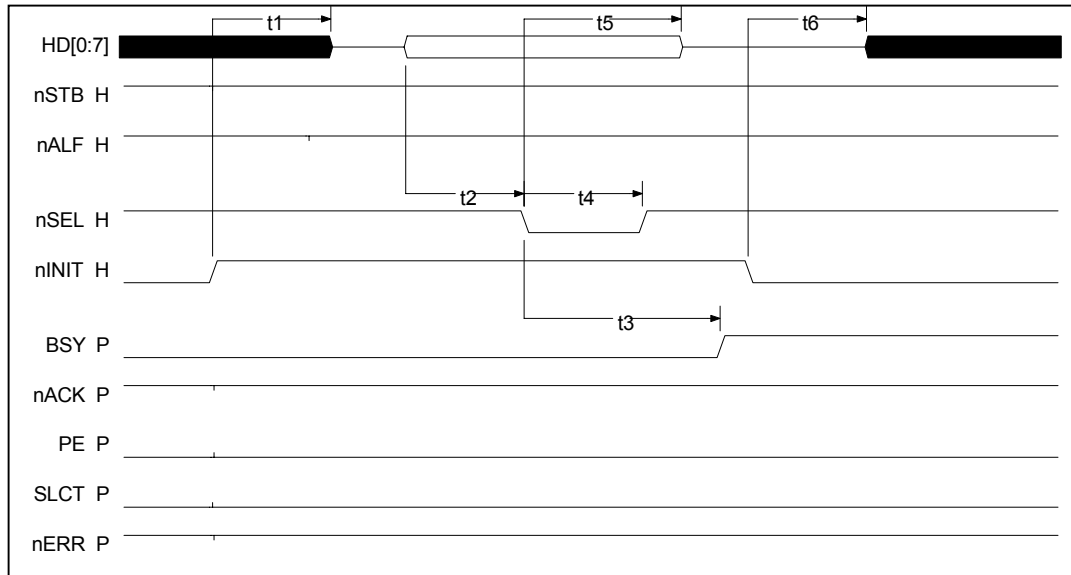 t1 t5 t6
HD[0:7]
nSTB H
nALF H
t2 t4
nSEL H
nINIT H
t3
BSY P
nACK P
PE P
SLCT P
nERR P